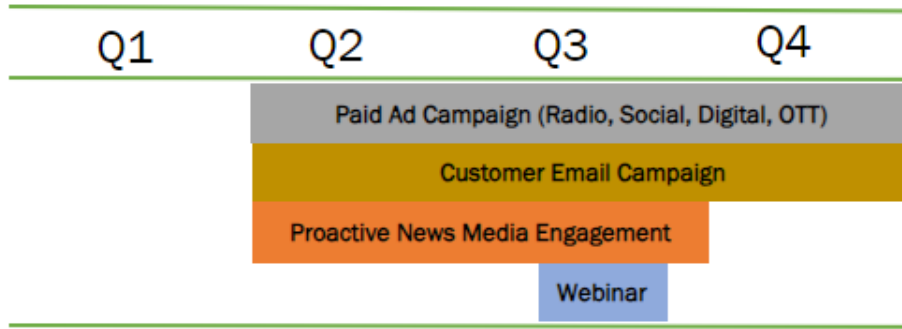 Q1 Q2 Q3 Q4
Paid Ad Campaign (Radio, Social, Digital, OTT)
Customer Email Campaign
Proactive News Media Engagement
Webinar